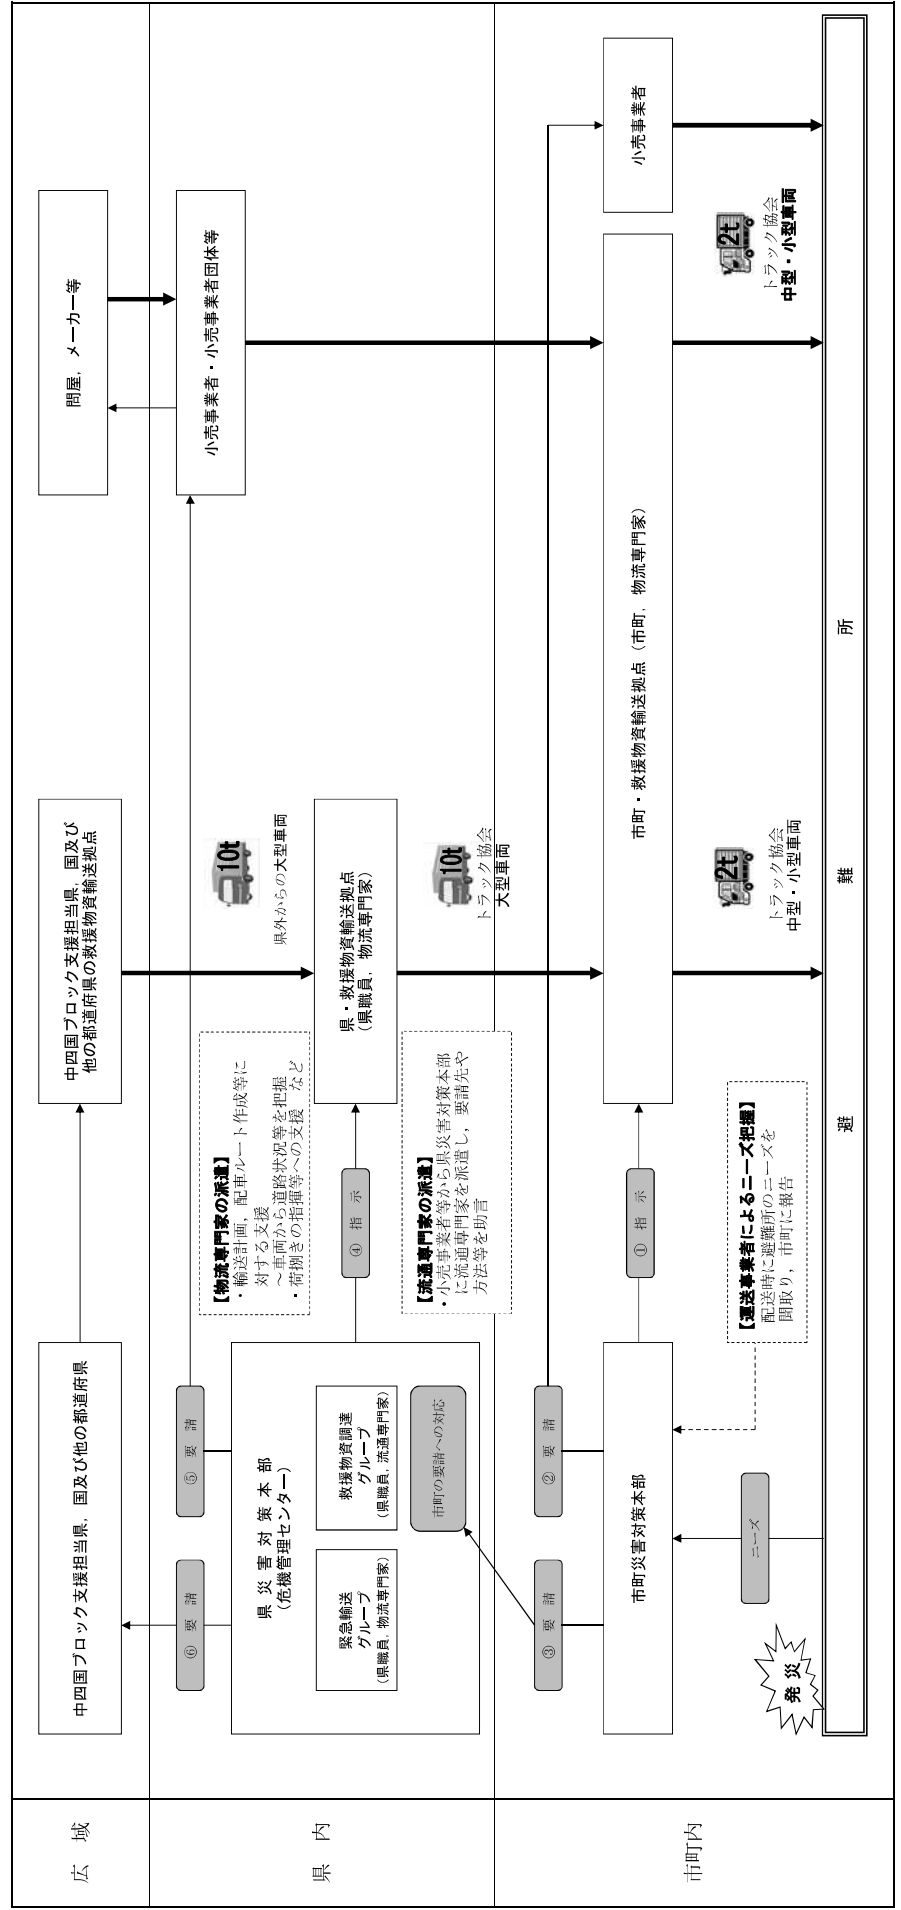 広　域
中四国ブロック支援担当県，国及び他の都道府県
中四国ブロック支援担当県，国及び
他の都道府県の救援物資輸送拠点
問屋，メーカー等
県　内
⑥ 要 請
⑤ 要 請
県 災 害 対 策 本 部
（危機管理センター）
緊急輸送
グループ
（県職員，物流専門家）
救援物資調達
グループ
（県職員，流通専門家）
市町の要請への対応
【物流専門家の派遣】
・輸送計画，配車ルート作成等に
対する支援
～車両から道路状況等を把握
・荷捌きの指揮等への支援　など
④ 指 示
10t
県外からの大型車両
県・救援物資輸送拠点
（県職員，物流専門家）
小売事業者・小売事業者団体等
【流通専門家の派遣】
・小売事業者等から県災害対策本部
に流通専門家を派遣し，要請先や
方法等を助言
10t
トラック協会
大型車両
市町内
③ 要 請
② 要 請
市町災害対策本部
① 指 示
市町・救援物資輸送拠点（市町，物流専門家）
小売事業者
発 災
ニーズ
【運送事業者によるニーズ把握】
配送時に避難所のニーズを
聞取り，市町に報告
2t
トラック協会
中型・小型車両
2t
トラック協会
中型・小型車両
避　難　所